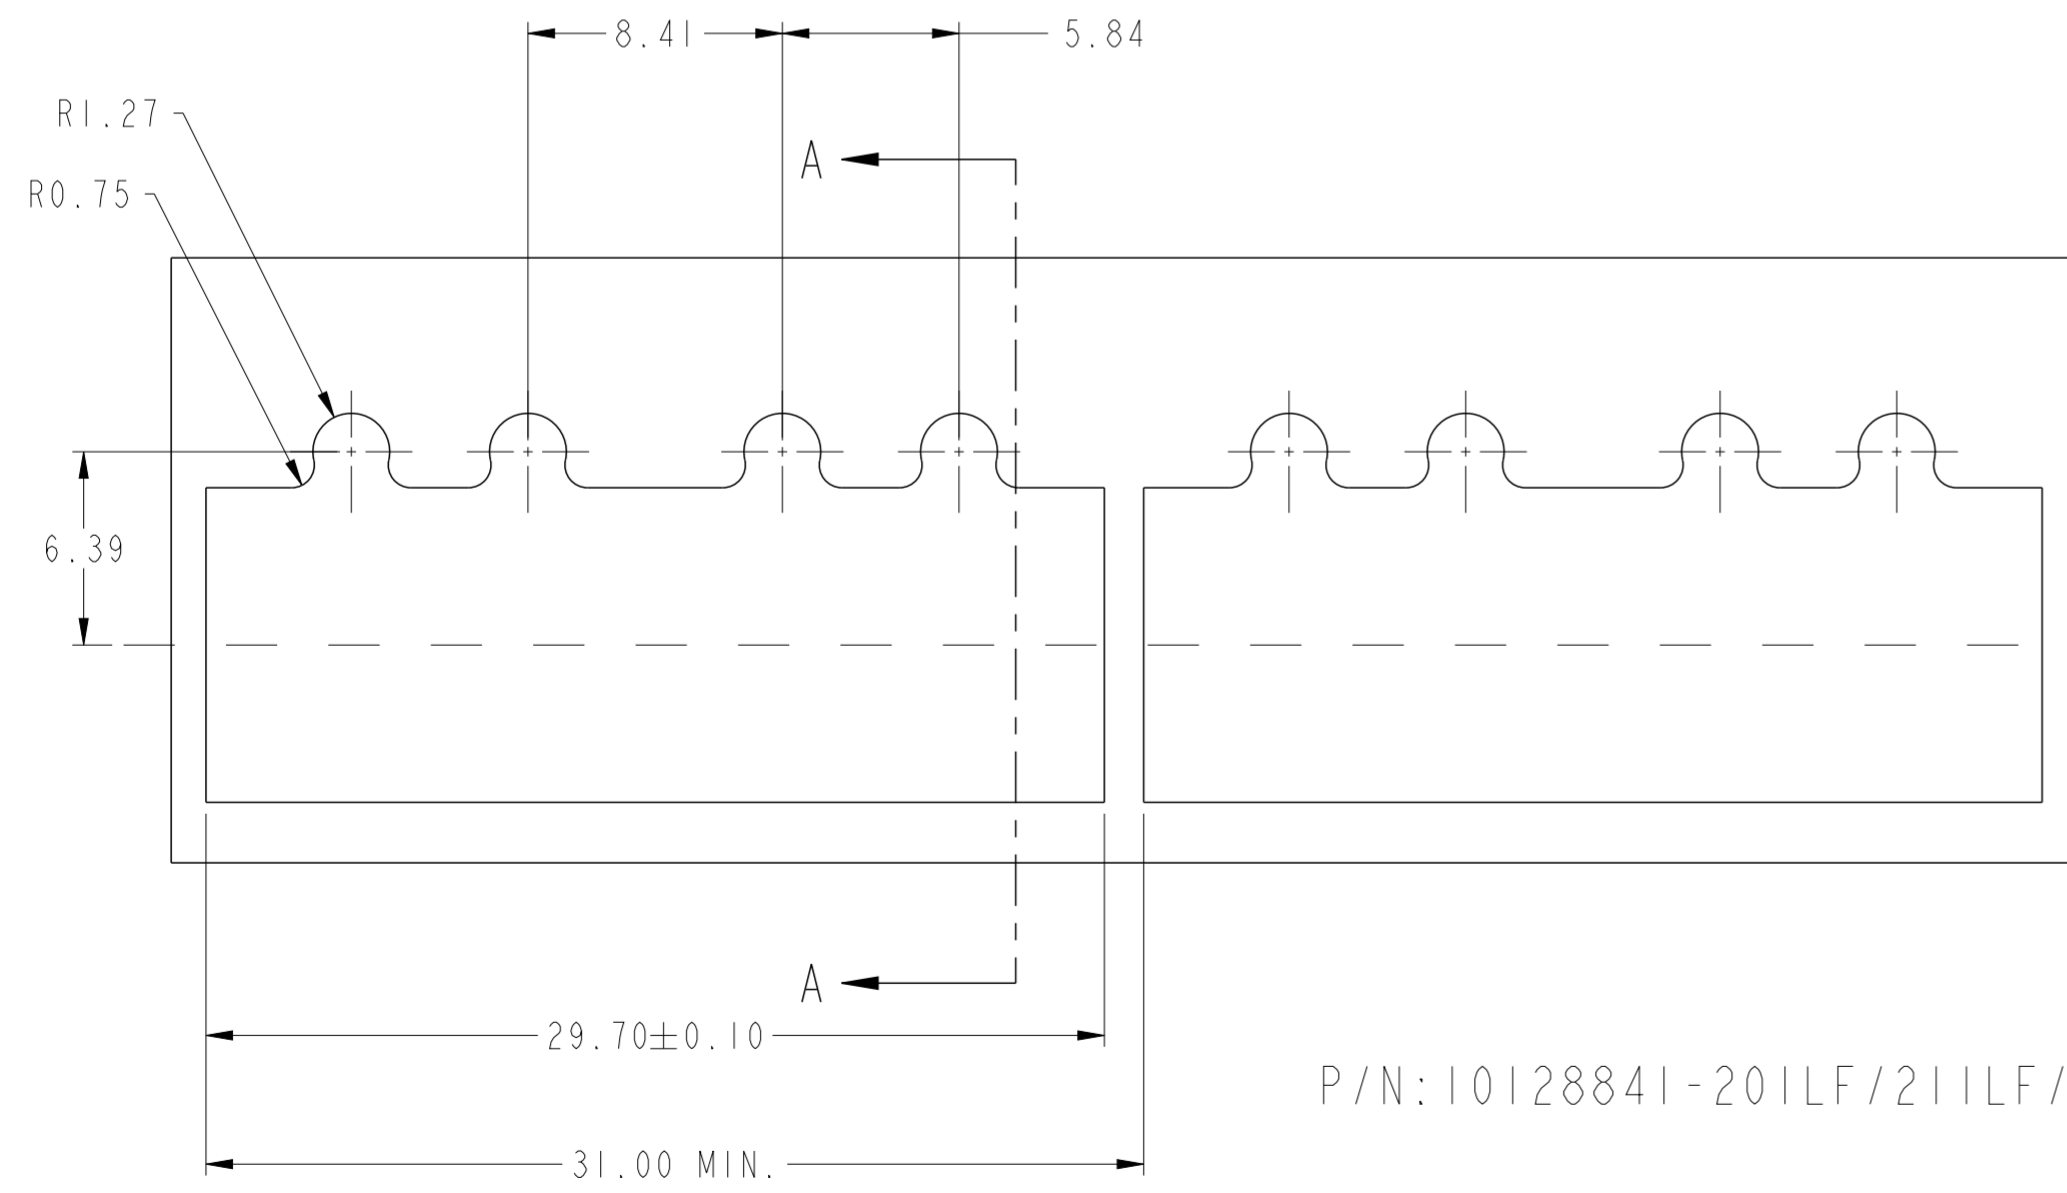 8.41
5.84
R1.27
A
R0.75
6.39
A
29.70±0.10
P/N:10128841-201LF/211LF/
31.00 MIN.